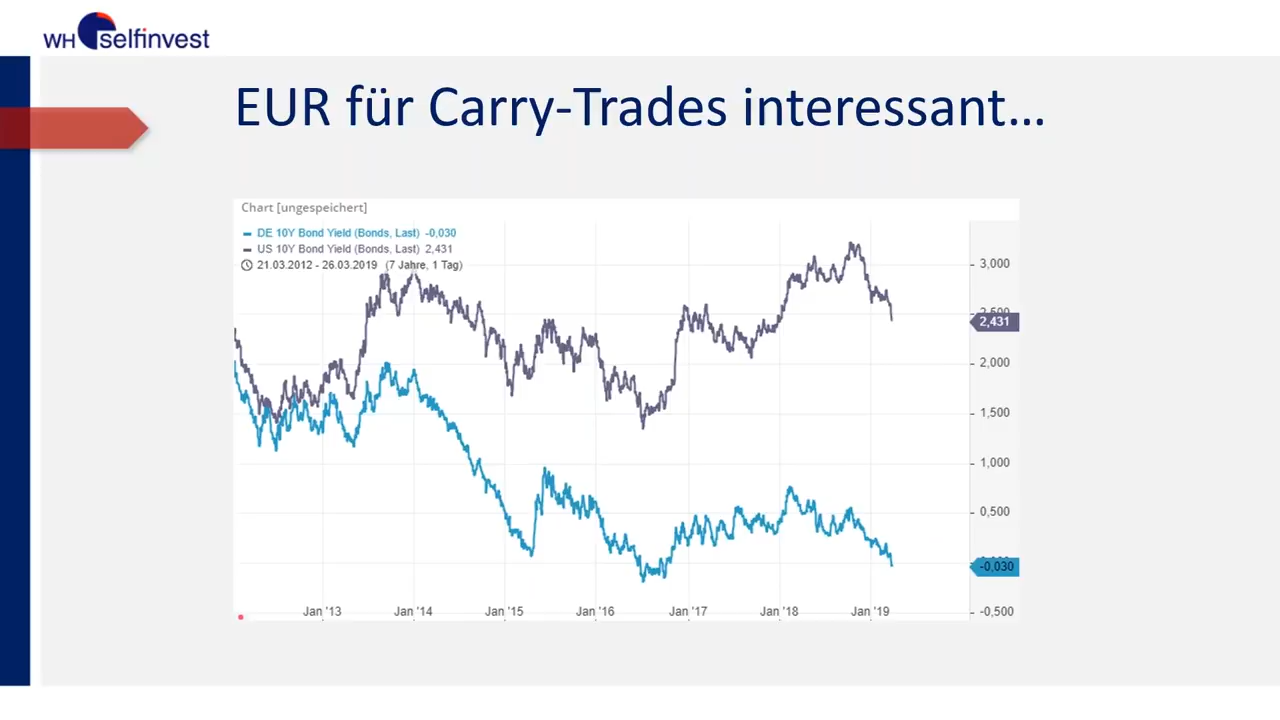 WH selfinvest
EUR für Carry-Trades interessant...
Chart [ungespeichert]
DE 10Y Bond Yield (Bonds, Last) -0,030
US 10Y Bond Yield (Bonds, Last) 2,431
21.03.2012 - 26.03.2019 (7 Jahre, 1 Tag)
3,000
2,500
2,431
2,000
1,500
1,000
0,500
-0,030
-0,500
Jan '13 Jan '14 Jan '15 Jan '16 Jan '17 Jan '18 Jan '19